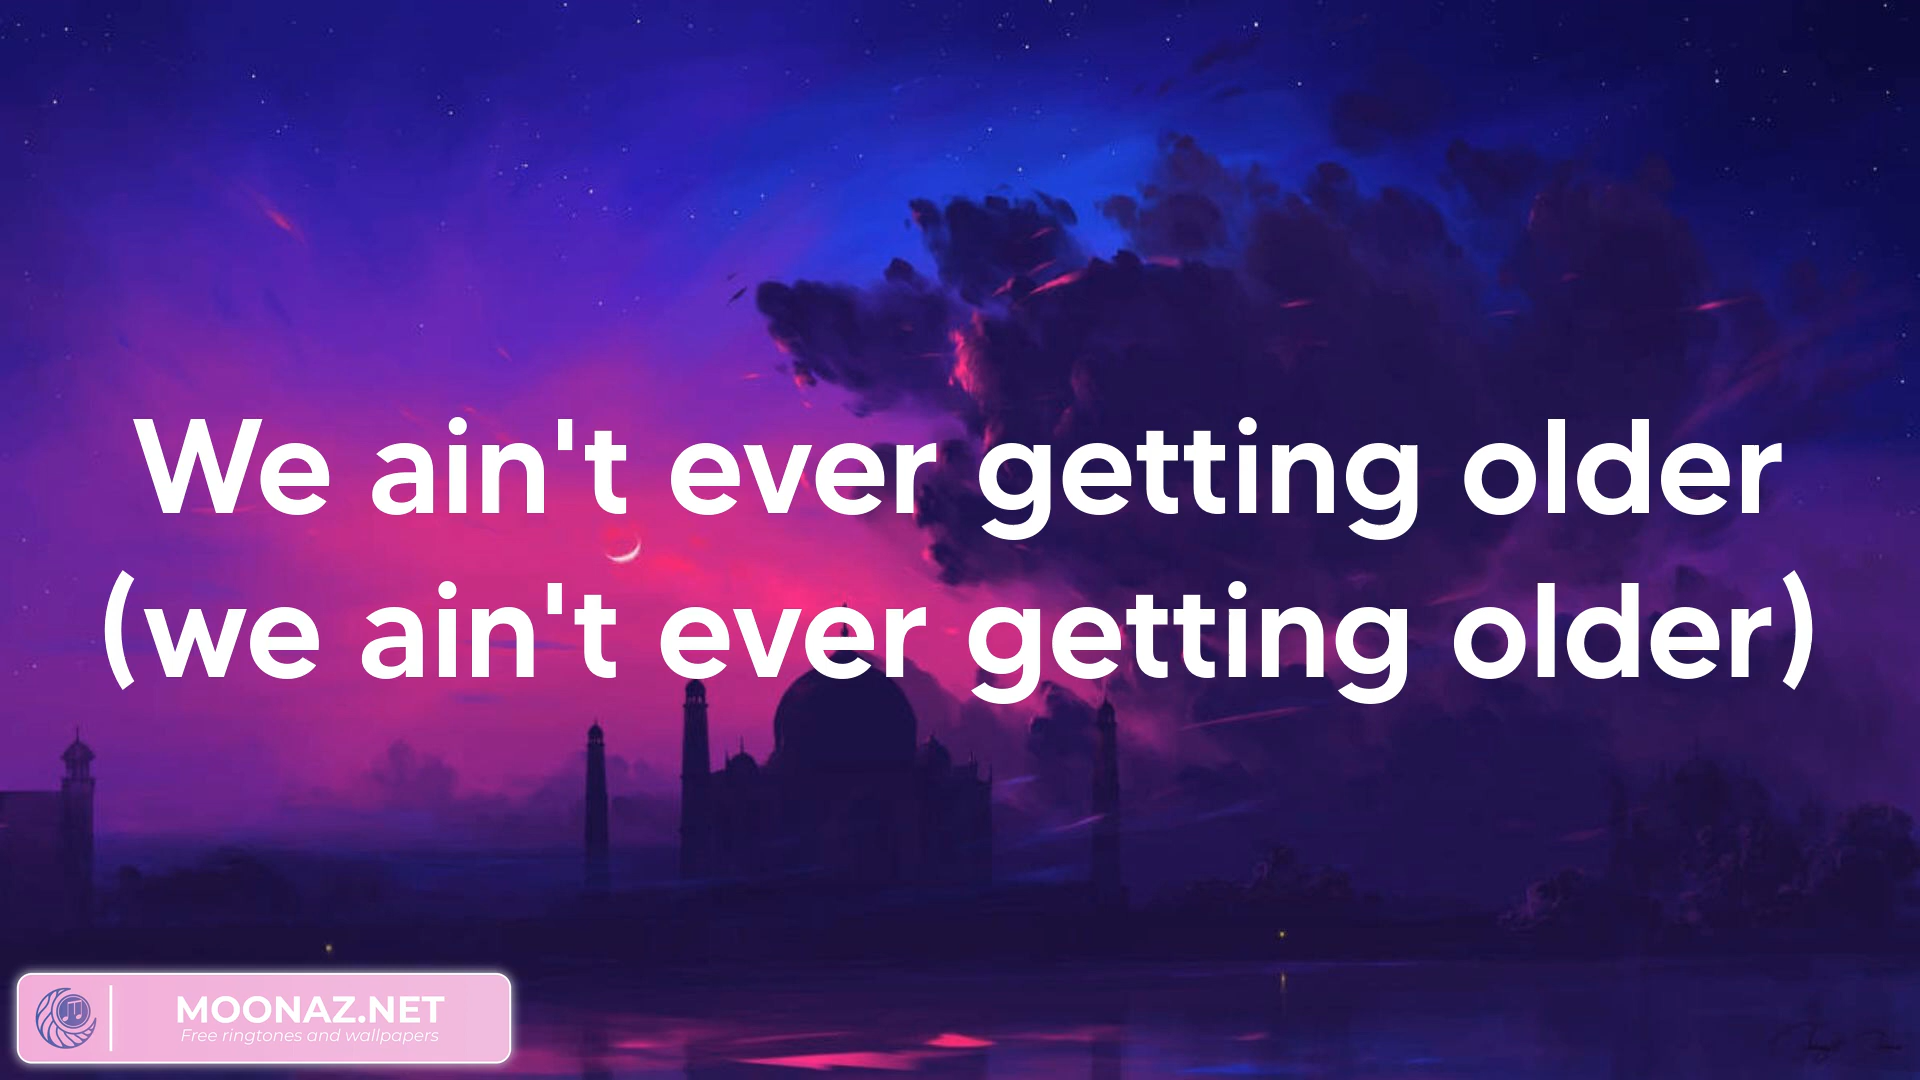 We ain't ever getting older
(we ain't ever getting older)
MOONAZ.NET
Free ringtones and wallpapers